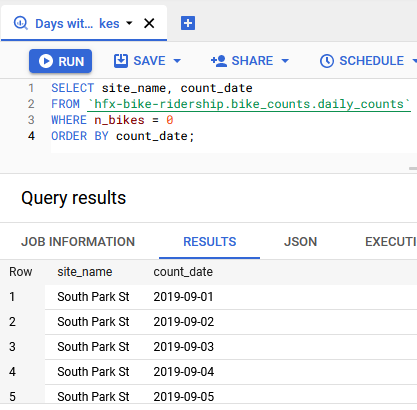 Days wit... kes
RUN SAVE SHARE SCHEDULE
1 SELECT site_name, count_date
2 FROM `hfx-bike-ridership.bike_counts.daily_counts`
3 WHERE n_bikes = 0
4 ORDER BY count_date;
Query results
JOB INFORMATION RESULTS JSON EXECUTI
Row site_name count_date
1 South Park St 2019-09-01
2 South Park St 2019-09-02
3 South Park St 2019-09-03
4 South Park St 2019-09-04
5 South Park St 2019-09-05